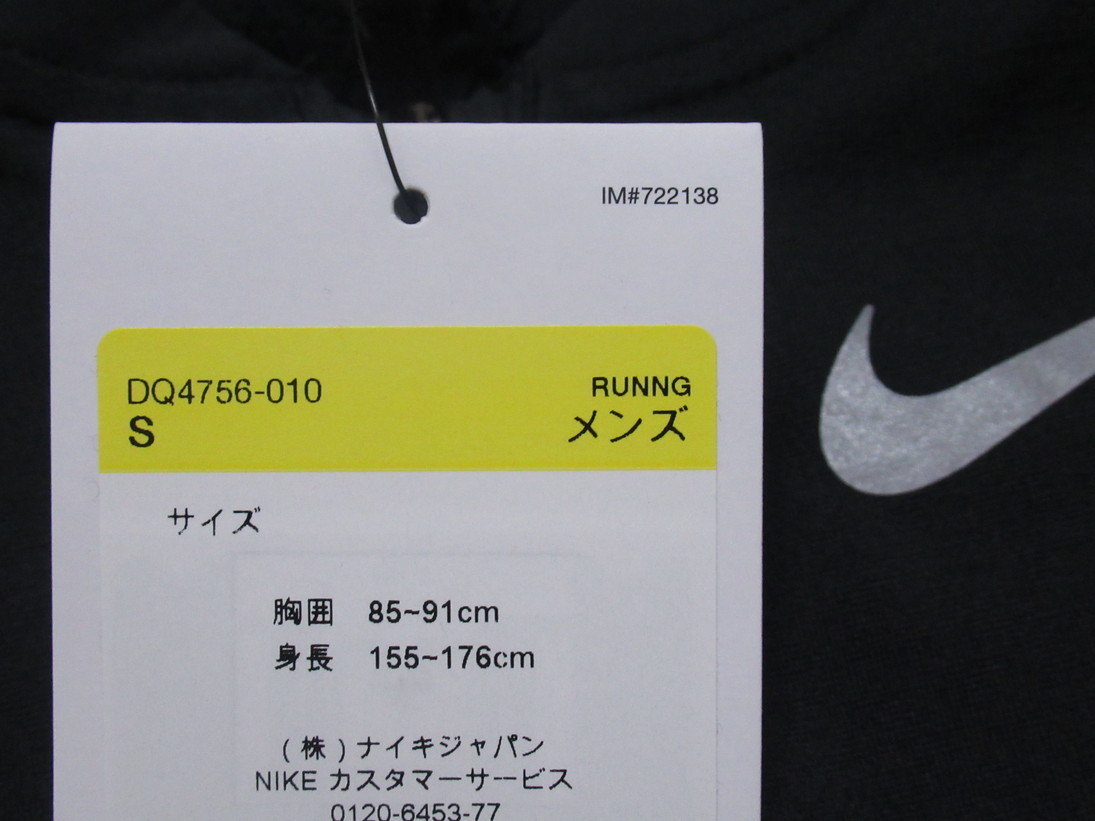 IM#722138
DQ4756-010 RUNNG
S メンズ
サイズ
胸囲 85~91cm
身長 155~176cm
(株)ナイキジャパン
NIKE カスタマーサービス
0120-6453-77